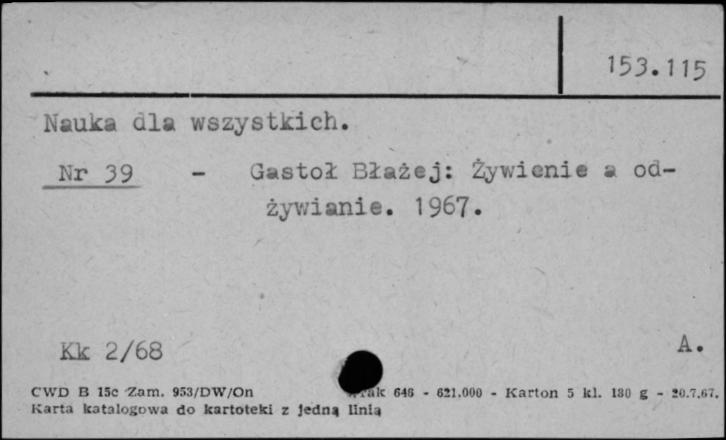 153.115
Nauka dla wszystkich.
Nr 39 - Gastoł Błażej: Żywienie a od-
żywianie. 1967.
Kk 2/68
A.
CWD B 15c Zam. 953/DW/On 646 - 621.000 - Karton 5 kl. 180 g - 20.7.67.
Karta katalogowa do kartoteki z jedną linią